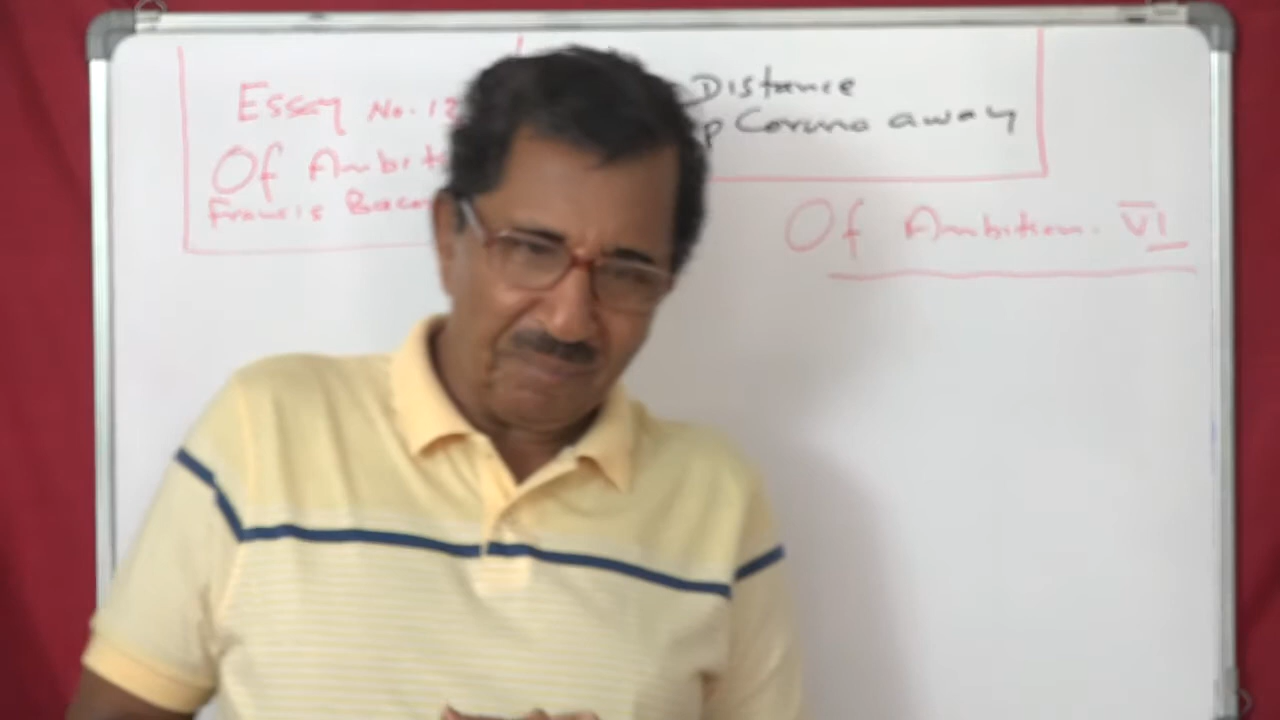 Essay No. 12
Of Ambit
Francis Bacon
Distance
p Corona away
Of Ambition. VI